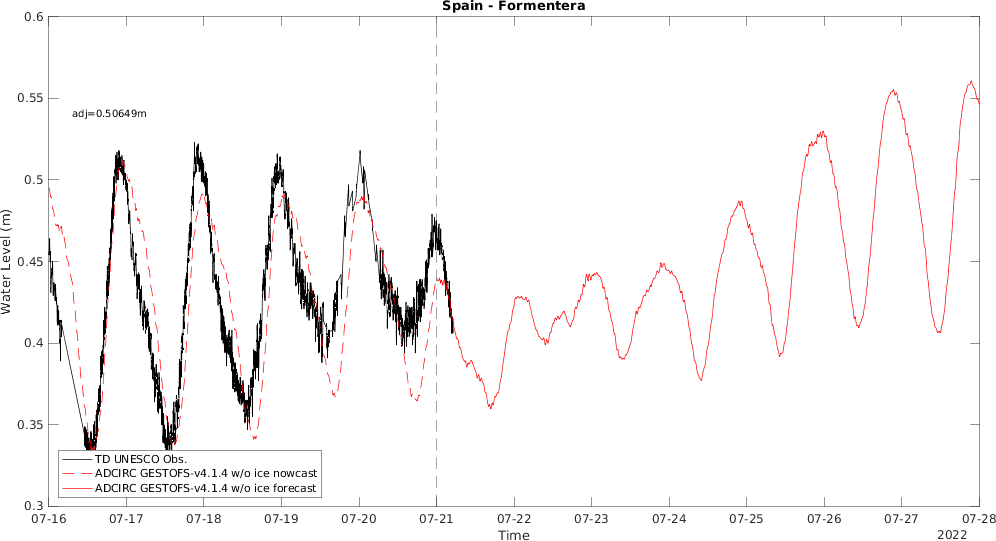 Spain - Formentera
0.6
0.55
adj=0.50649m
0.5
0.45
Water Level (m)
0.4
0.35
0.3
TD UNESCO Obs.
ADCIRC GESTOFS-v4.1.4 w/o ice nowcast
ADCIRC GESTOFS-v4.1.4 w/o ice forecast
07-16 07-17 07-18 07-19 07-20 07-21 07-22 07-23 07-24 07-25 07-26 07-27 07-28
Time
2022